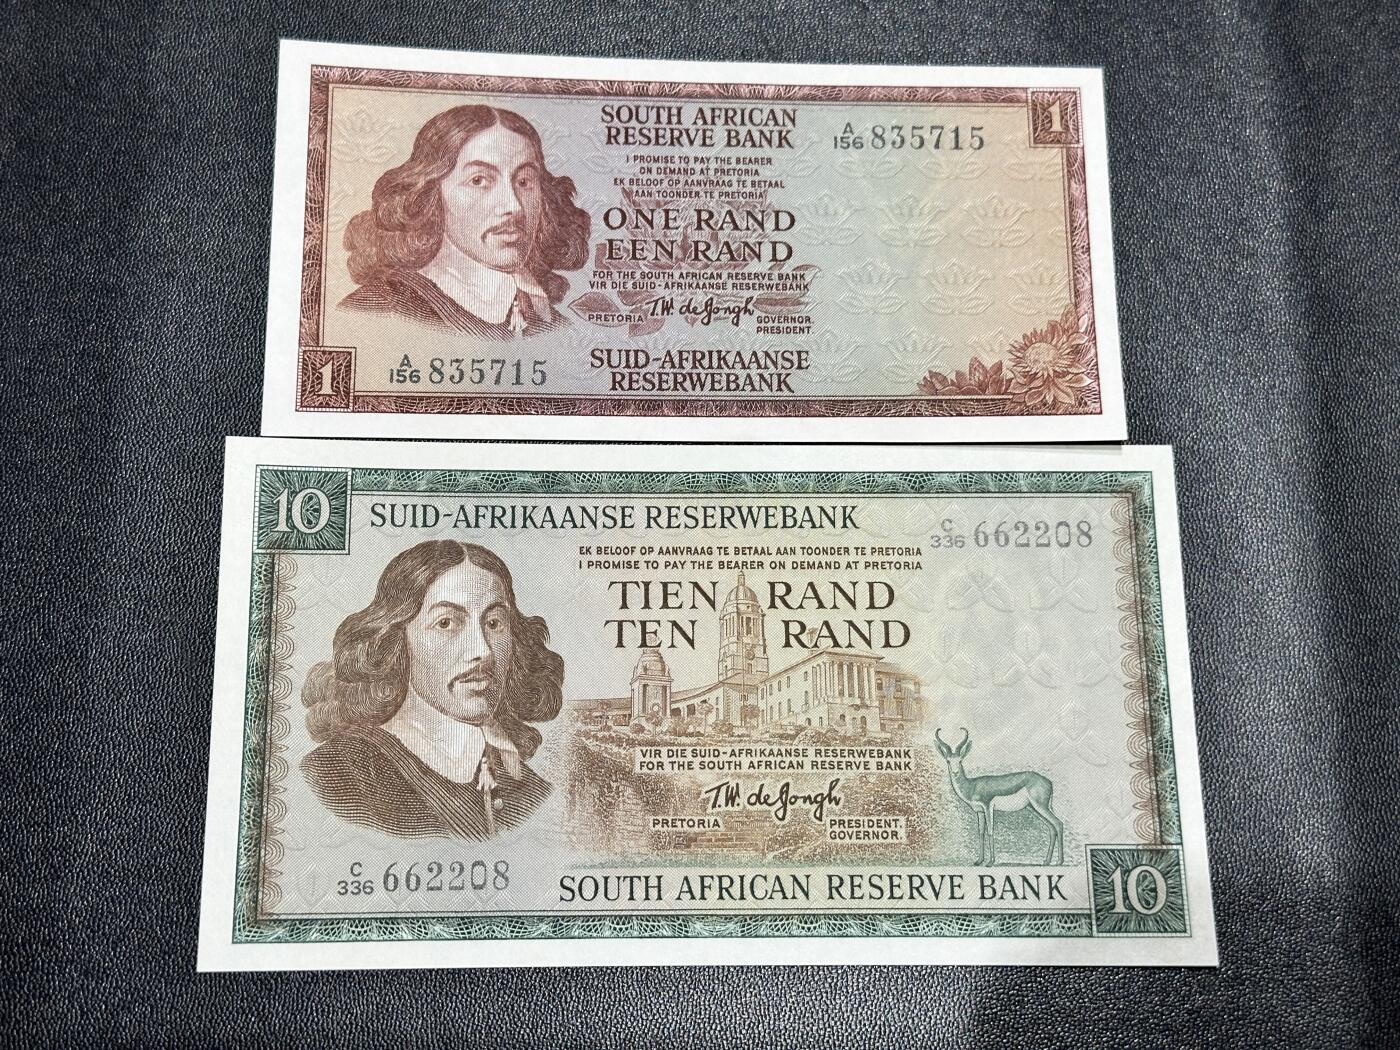 1
SOUTH AFRICAN
RESERVE BANK
A
156 835715
I PROMISE TO PAY THE BEARER
ON DEMAND AT PRETORIA
EK BELOOF OP AANVRAAG TE BETAAL
AAN TOONDER TE PRETORIA
ONE RAND
EEN RAND
FOR THE SOUTH AFRICAN RESERVE BANK
VIR DIE SUID-AFRIKAANSE RESERWEBANK
T.W. de Jongh
PRETORIA
GOVERNOR.
PRESIDENT.
1
A
156 835715
SUID-AFRIKAANSE
RESERWEBANK
10
SUID-AFRIKAANSE RESERWEBANK
C
336 662208
EK BELOOF OP AANVRAAG TE BETAAL AAN TOONDER TE PRETORIA
I PROMISE TO PAY THE BEARER ON DEMAND AT PRETORIA
TIEN RAND
TEN RAND
VIR DIE SUID-AFRIKAANSE RESERWEBANK
FOR THE SOUTH AFRICAN RESERVE BANK
T.W. de Jongh
PRETORIA
PRESIDENT.
GOVERNOR.
C
336 662208
SOUTH AFRICAN RESERVE BANK
10